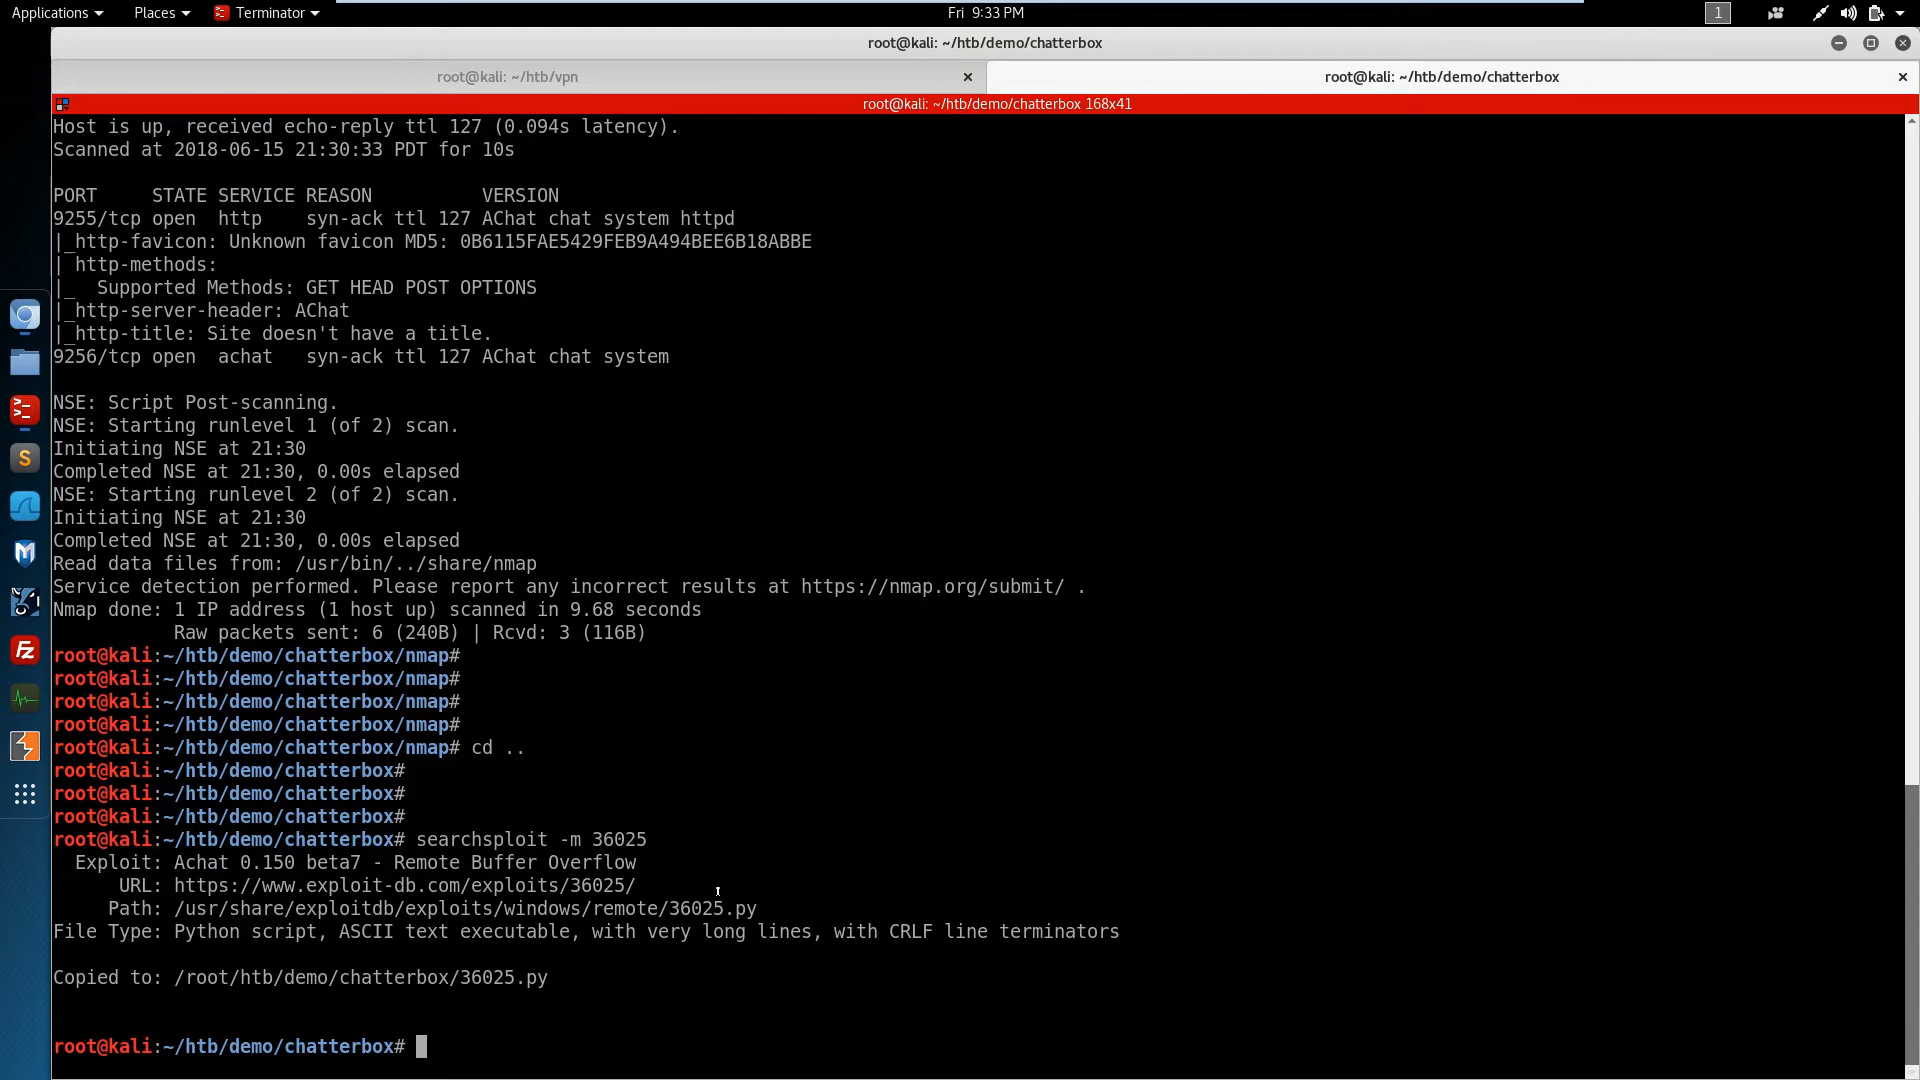 Applications Places Terminator Fri 9:33 PM 1
root@kali: ~/htb/demo/chatterbox
root@kali: ~/htb/vpn root@kali: ~/htb/demo/chatterbox
root@kali: ~/htb/demo/chatterbox 168x41
Host is up, received echo-reply ttl 127 (0.094s latency).
Scanned at 2018-06-15 21:30:33 PDT for 10s
PORT     STATE SERVICE REASON          VERSION
9255/tcp open  http    syn-ack ttl 127 AChat chat system httpd
|_http-favicon: Unknown favicon MD5: 0B6115FAE5429FEB9A494BEE6B18ABBE
| http-methods:
|_  Supported Methods: GET HEAD POST OPTIONS
|_http-server-header: AChat
|_http-title: Site doesn't have a title.
9256/tcp open  achat   syn-ack ttl 127 AChat chat system
NSE: Script Post-scanning.
NSE: Starting runlevel 1 (of 2) scan.
Initiating NSE at 21:30
Completed NSE at 21:30, 0.00s elapsed
NSE: Starting runlevel 2 (of 2) scan.
Initiating NSE at 21:30
Completed NSE at 21:30, 0.00s elapsed
Read data files from: /usr/bin/../share/nmap
Service detection performed. Please report any incorrect results at https://nmap.org/submit/ .
Nmap done: 1 IP address (1 host up) scanned in 9.68 seconds
           Raw packets sent: 6 (240B) | Rcvd: 3 (116B)
root@kali:~/htb/demo/chatterbox/nmap#
root@kali:~/htb/demo/chatterbox/nmap#
root@kali:~/htb/demo/chatterbox/nmap#
root@kali:~/htb/demo/chatterbox/nmap#
root@kali:~/htb/demo/chatterbox/nmap# cd ..
root@kali:~/htb/demo/chatterbox#
root@kali:~/htb/demo/chatterbox#
root@kali:~/htb/demo/chatterbox#
root@kali:~/htb/demo/chatterbox# searchsploit -m 36025
  Exploit: Achat 0.150 beta7 - Remote Buffer Overflow
      URL: https://www.exploit-db.com/exploits/36025/
     Path: /usr/share/exploitdb/exploits/windows/remote/36025.py
File Type: Python script, ASCII text executable, with very long lines, with CRLF line terminators
Copied to: /root/htb/demo/chatterbox/36025.py
root@kali:~/htb/demo/chatterbox#